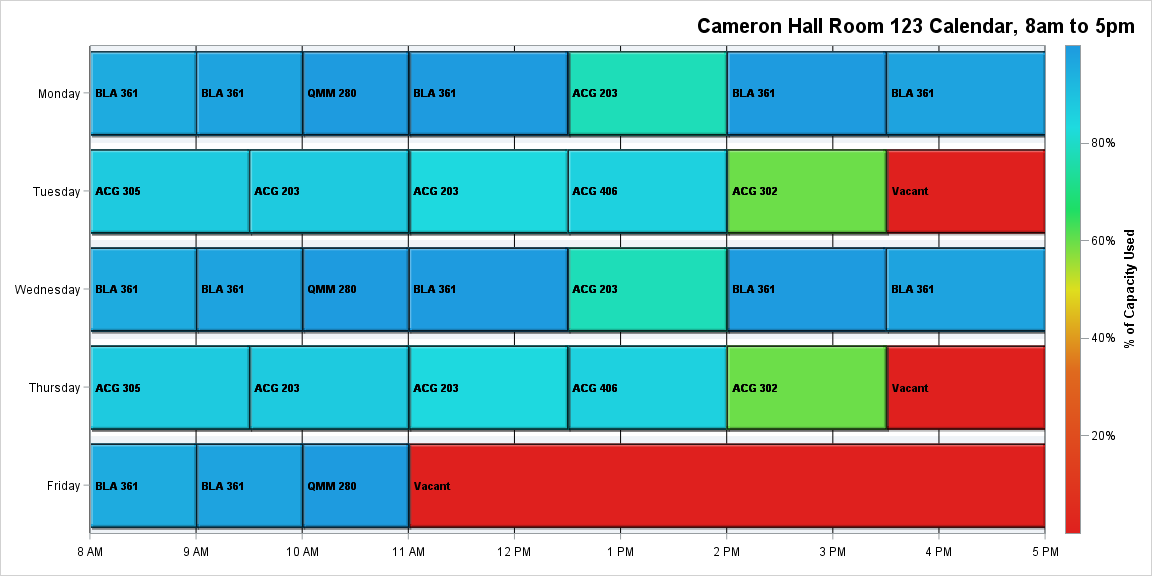 Cameron Hall Room 123 Calendar, 8am to 5pm
Monday
BLA 361
BLA 361
QMM 280
BLA 361
ACG 203
BLA 361
BLA 361
Tuesday
ACG 305
ACG 203
ACG 203
ACG 406
ACG 302
Vacant
Wednesday
BLA 361
BLA 361
QMM 280
BLA 361
ACG 203
BLA 361
BLA 361
Thursday
ACG 305
ACG 203
ACG 203
ACG 406
ACG 302
Vacant
Friday
BLA 361
BLA 361
QMM 280
Vacant
8 AM
9 AM
10 AM
11 AM
12 PM
1 PM
2 PM
3 PM
4 PM
5 PM
80%
60%
40%
20%
% of Capacity Used